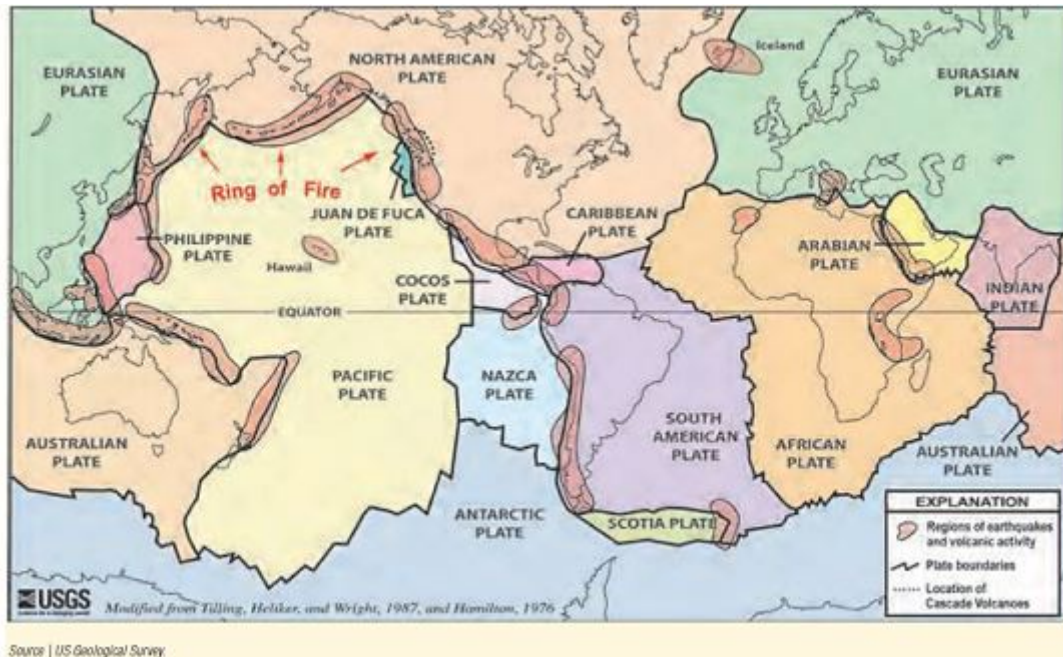 EURASIAN
PLATE
NORTH AMERICAN
PLATE
Iceland
EURASIAN
PLATE
Ring of Fire
JUAN DE FUCA
PLATE
CARIBBEAN
PLATE
PHILIPPINE
PLATE
Hawaii
COCOS
PLATE
ARABIAN
PLATE
INDIAN
PLATE
EQUATOR
PACIFIC
PLATE
NAZCA
PLATE
SOUTH
AMERICAN
PLATE
AUSTRALIAN
PLATE
AFRICAN
PLATE
AUSTRALIAN
PLATE
ANTARCTIC
PLATE
SCOTIA PLATE
EXPLANATION
Regions of earthquakes
and volcanic activity
Plate boundaries
Location of
Cascade Volcanoes
USGS
Modified from Tilling, Heliker, and Wright, 1987, and Hamilton, 1976
Source | US Geological Survey